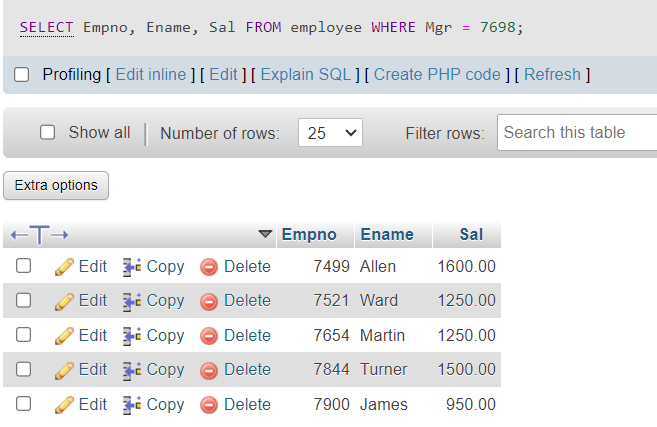 SELECT Empno, Ename, Sal FROM employee WHERE Mgr = 7698;
Profiling [ Edit inline ] [ Edit ] [ Explain SQL ] [ Create PHP code ] [ Refresh ]
Show all Number of rows: 25 Filter rows: Search this table
Extra options
Empno Ename Sal
Edit Copy Delete 7499 Allen 1600.00
Edit Copy Delete 7521 Ward 1250.00
Edit Copy Delete 7654 Martin 1250.00
Edit Copy Delete 7844 Turner 1500.00
Edit Copy Delete 7900 James 950.00